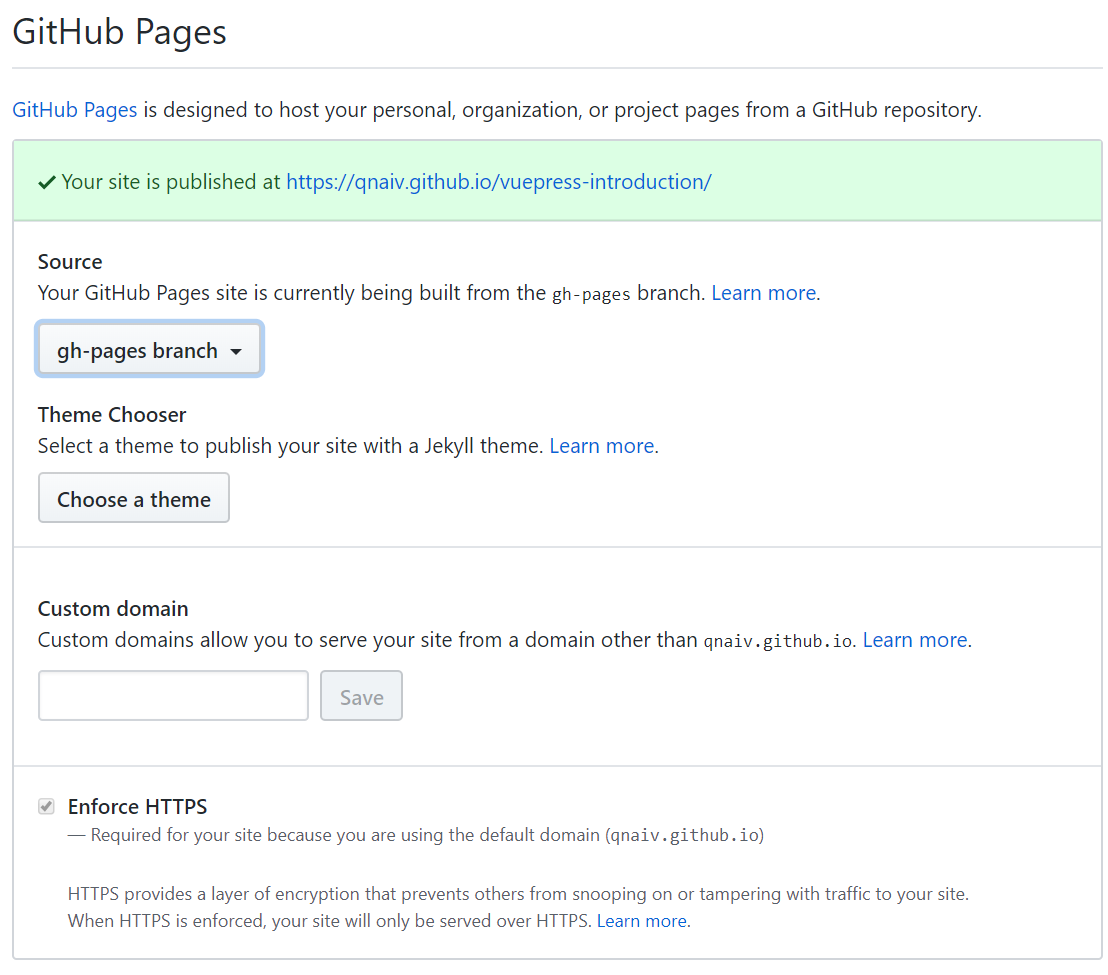 GitHub Pages
GitHub Pages is designed to host your personal, organization, or project pages from a GitHub repository.
Your site is published at https://qnaiv.github.io/vuepress-introduction/
Source
Your GitHub Pages site is currently being built from the gh-pages branch. Learn more.
gh-pages branch
Theme Chooser
Select a theme to publish your site with a Jekyll theme. Learn more.
Choose a theme
Custom domain
Custom domains allow you to serve your site from a domain other than qnaiv.github.io. Learn more.
Save
Enforce HTTPS
— Required for your site because you are using the default domain (qnaiv.github.io)
HTTPS provides a layer of encryption that prevents others from snooping on or tampering with traffic to your site.
When HTTPS is enforced, your site will only be served over HTTPS. Learn more.